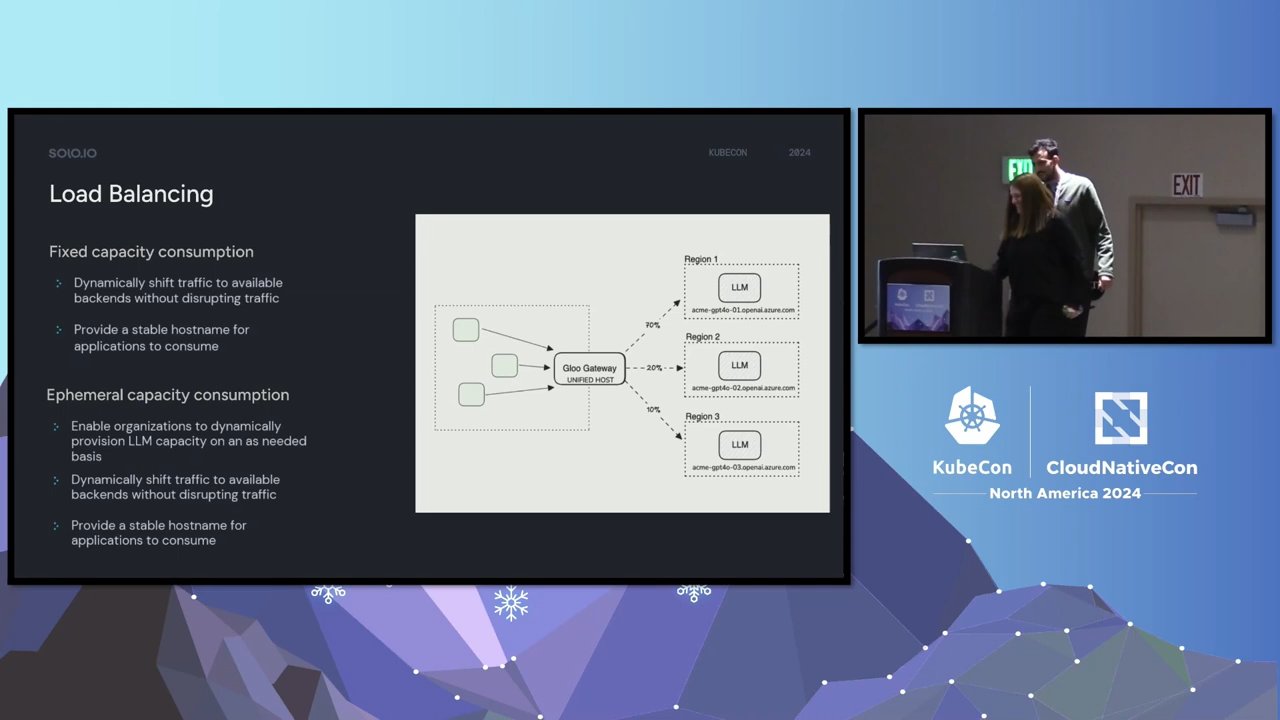 SOLO.IO
KUBECON 2024
Load Balancing
Fixed capacity consumption
Dynamically shift traffic to available
backends without disrupting traffic
Provide a stable hostname for
applications to consume
Ephemeral capacity consumption
Enable organizations to dynamically
provision LLM capacity on an as needed
basis
Dynamically shift traffic to available
backends without disrupting traffic
Provide a stable hostname for
applications to consume
Gloo Gateway
UNIFIED HOST
70%
20%
10%
Region 1
LLM
acme-gpt4o-01.openai.azure.com
Region 2
LLM
acme-gpt4o-02.openai.azure.com
Region 3
LLM
acme-gpt4o-03.openai.azure.com
EXIT
EXIT
KubeCon
CloudNativeCon
North America 2024